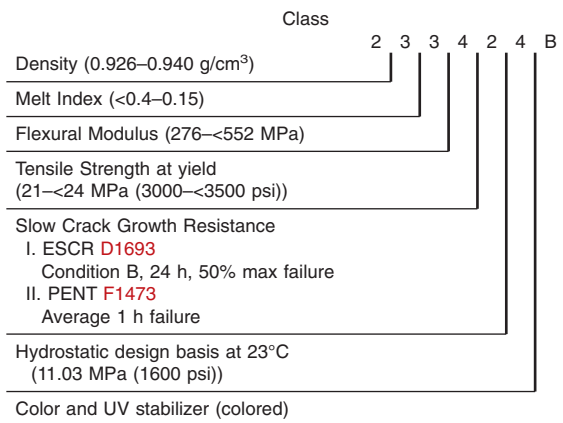 Class
2 3 3 4 2 4 B
Density (0.926–0.940 g/cm³)
Melt Index (<0.4–0.15)
Flexural Modulus (276–<552 MPa)
Tensile Strength at yield
(21–<24 MPa (3000–<3500 psi))
Slow Crack Growth Resistance
I. ESCR D1693
Condition B, 24 h, 50% max failure
II. PENT F1473
Average 1 h failure
Hydrostatic design basis at 23°C
(11.03 MPa (1600 psi))
Color and UV stabilizer (colored)